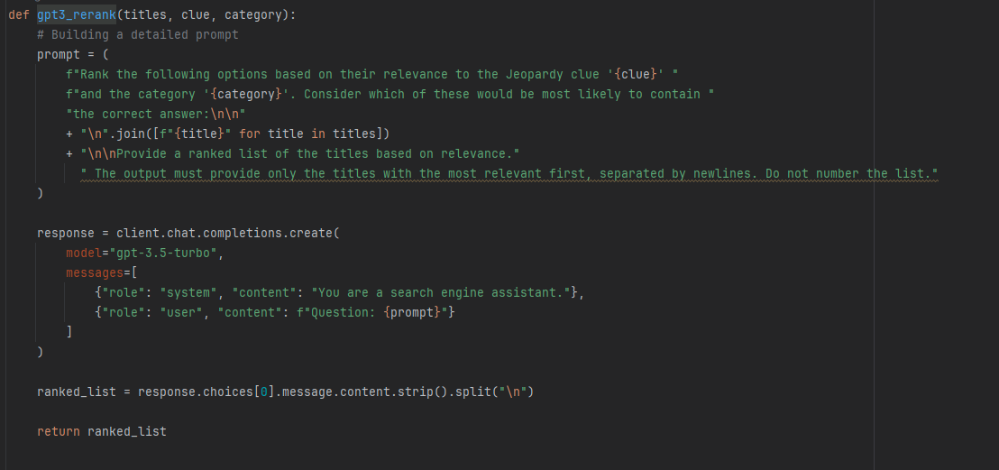 def gpt3_rerank(titles, clue, category):
    # Building a detailed prompt
    prompt = (
        f"Rank the following options based on their relevance to the Jeopardy clue '{clue}' "
        f"and the category '{category}'. Consider which of these would be most likely to contain "
        "the correct answer:\n\n"
        + "\n".join([f"{title}" for title in titles])
        + "\n\nProvide a ranked list of the titles based on relevance."
          " The output must provide only the titles with the most relevant first, separated by newlines. Do not number the list."
    )

    response = client.chat.completions.create(
        model="gpt-3.5-turbo",
        messages=[
            {"role": "system", "content": "You are a search engine assistant."},
            {"role": "user", "content": f"Question: {prompt}"}
        ]
    )

    ranked_list = response.choices[0].message.content.strip().split("\n")

    return ranked_list